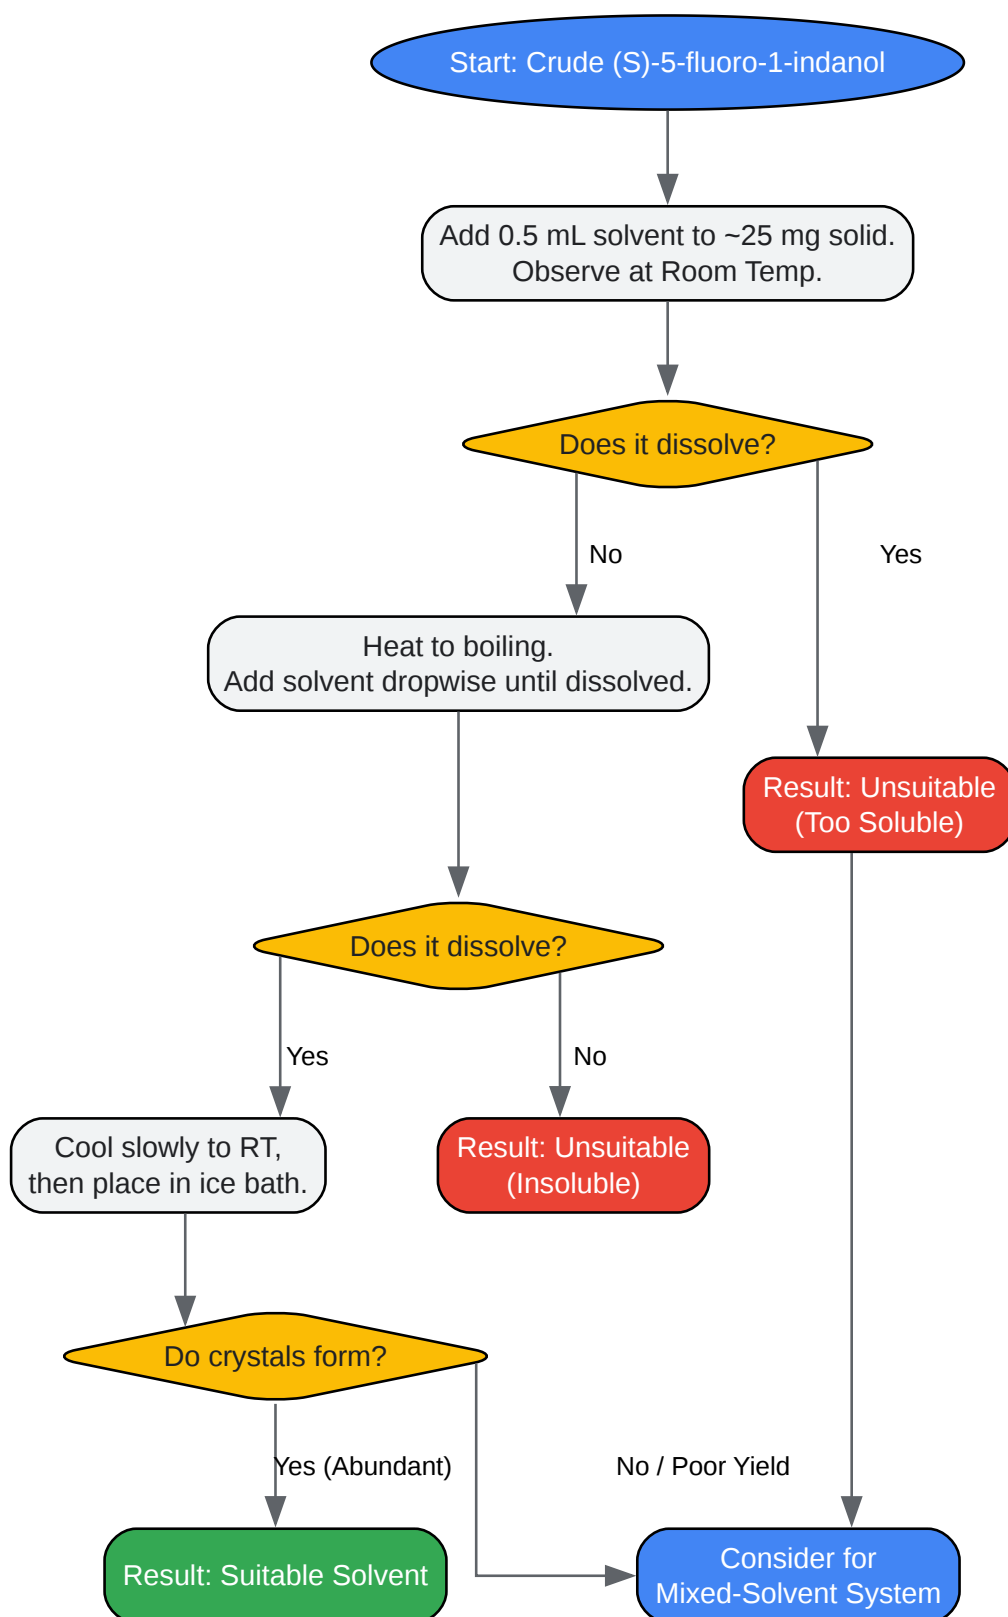 Start: Crude (S)-5-fluoro-1-indanol
Add 0.5 mL solvent to ~25 mg solid.
Observe at Room Temp.
Does it dissolve?
No
Yes
Heat to boiling.
Add solvent dropwise until dissolved.
Result: Unsuitable
(Too Soluble)
Does it dissolve?
Yes
No
Cool slowly to RT,
then place in ice bath.
Result: Unsuitable
(Insoluble)
Do crystals form?
Yes (Abundant)
No / Poor Yield
Result: Suitable Solvent
Consider for
Mixed-Solvent System